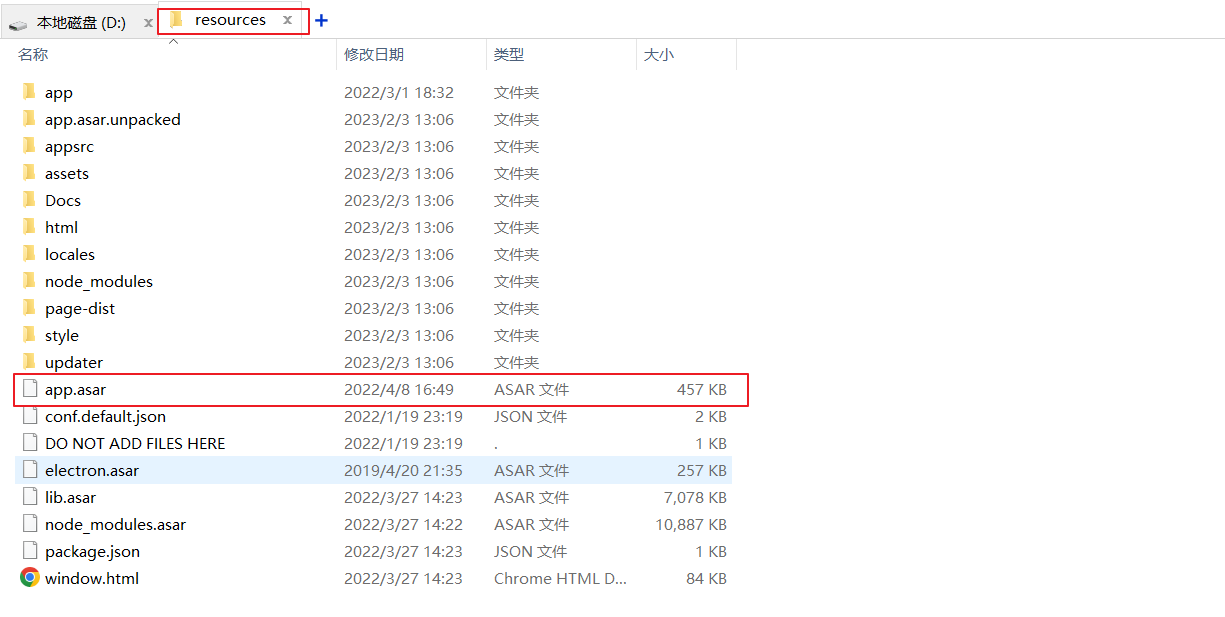 本地磁盘 (D:) x resources x +
名称 修改日期 类型 大小
app 2022/3/1 18:32 文件夹
app.asar.unpacked 2023/2/3 13:06 文件夹
appsrc 2023/2/3 13:06 文件夹
assets 2023/2/3 13:06 文件夹
Docs 2023/2/3 13:06 文件夹
html 2023/2/3 13:06 文件夹
locales 2023/2/3 13:06 文件夹
node_modules 2023/2/3 13:06 文件夹
page-dist 2023/2/3 13:06 文件夹
style 2023/2/3 13:06 文件夹
updater 2023/2/3 13:06 文件夹
app.asar 2022/4/8 16:49 ASAR 文件 457 KB
conf.default.json 2022/1/19 23:19 JSON 文件 2 KB
DO NOT ADD FILES HERE 2022/1/19 23:19 . 1 KB
electron.asar 2019/4/20 21:35 ASAR 文件 257 KB
lib.asar 2022/3/27 14:23 ASAR 文件 7,078 KB
node_modules.asar 2022/3/27 14:22 ASAR 文件 10,887 KB
package.json 2022/3/27 14:23 JSON 文件 1 KB
window.html 2022/3/27 14:23 Chrome HTML D... 84 KB